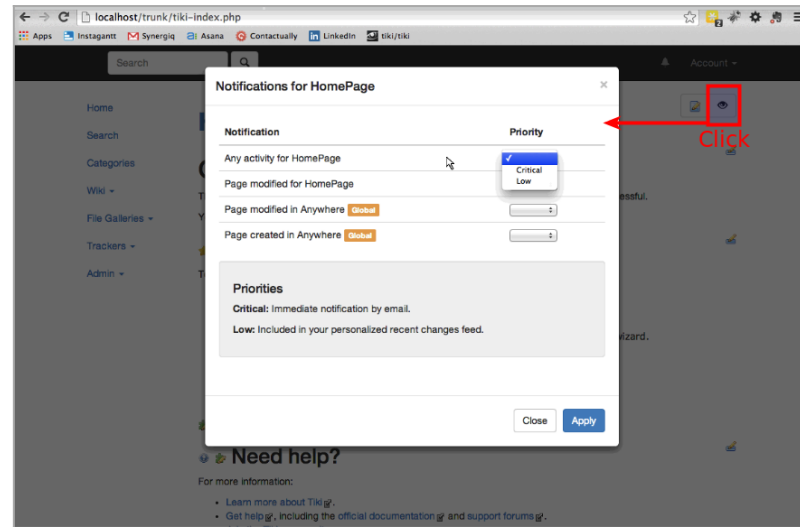 localhost/trunk/tiki-index.php
Apps Instagantt Synergiq Asana Contactually LinkedIn tiki/tiki
Search Account
Notifications for HomePage ×
Click
Home
Search
Categories
Wiki
File Galleries
Trackers
Admin
Notification Priority
Any activity for HomePage
Critical
Low
Page modified for HomePage
essful.
Page modified in Anywhere Global
Page created in Anywhere Global
Priorities
Critical: Immediate notification by email.
Low: Included in your personalized recent changes feed.
wizard.
Close Apply
Need help?
For more information:
Learn more about Tiki.
Get help, including the official documentation and support forums.